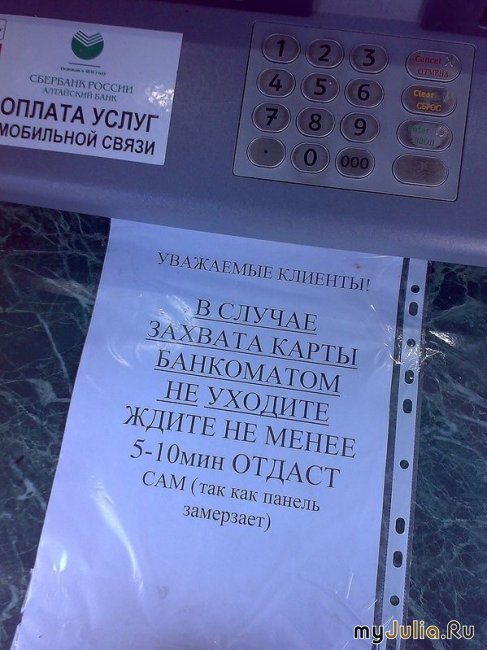 СБЕРБАНК РОССИИ
АЛТАЙСКИЙ БАНК
ОПЛАТА УСЛУГ
МОБИЛЬНОЙ СВЯЗИ
1 2 3 Cancel
ОТМЕНА
4 5 6 Clear
СБРОС
7 8 9
. 0 000
УВАЖАЕМЫЕ КЛИЕНТЫ!
В СЛУЧАЕ
ЗАХВАТА КАРТЫ
БАНКОМАТОМ
НЕ УХОДИТЕ
ЖДИТЕ НЕ МЕНЕЕ
5-10мин ОТДАСТ
САМ (так как панель
замерзает)
myJulia.Ru